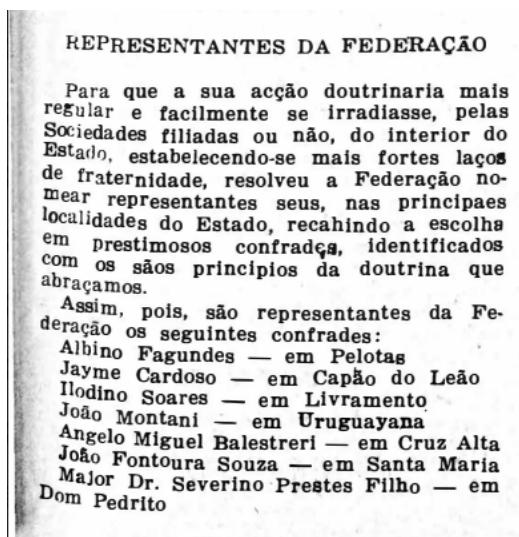 REPRESENTANTES DA FEDERAÇÃO
Para que a sua acção doutrinaria mais
regular e facilmente se irradiasse, pelas
Sociedades filiadas ou não, do interior do
Estado, estabelecendo-se mais fortes laços
de fraternidade, resolveu a Federação no-
mear representantes seus, nas principaes
localidades do Estado, recahindo a escolha
em prestimosos confrades, identificados
com os sãos principios da doutrina que
abraçamos.
Assim, pois, são representantes da Fe-
deração os seguintes confrades:
Albino Fagundes — em Pelotas
Jayme Cardoso — em Capão do Leão
Ilodino Soares — em Livramento
João Montani — em Uruguayana
Angelo Miguel Balestreri — em Cruz Alta
João Fontoura Souza — em Santa Maria
Major Dr. Severino Prestes Filho — em
Dom Pedrito